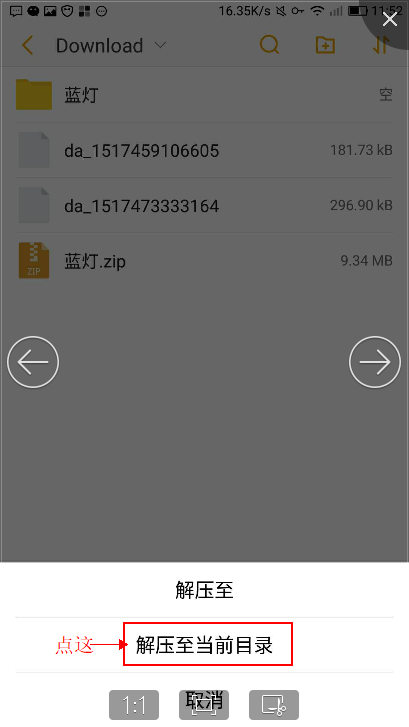 16.35K/s 11:52
Download
蓝灯 空
da_1517459106605 181.73 kB
da_1517473333164 296.90 kB
ZIP 蓝灯.zip 9.34 MB
解压至
点这 解压至当前目录
取消
1:1